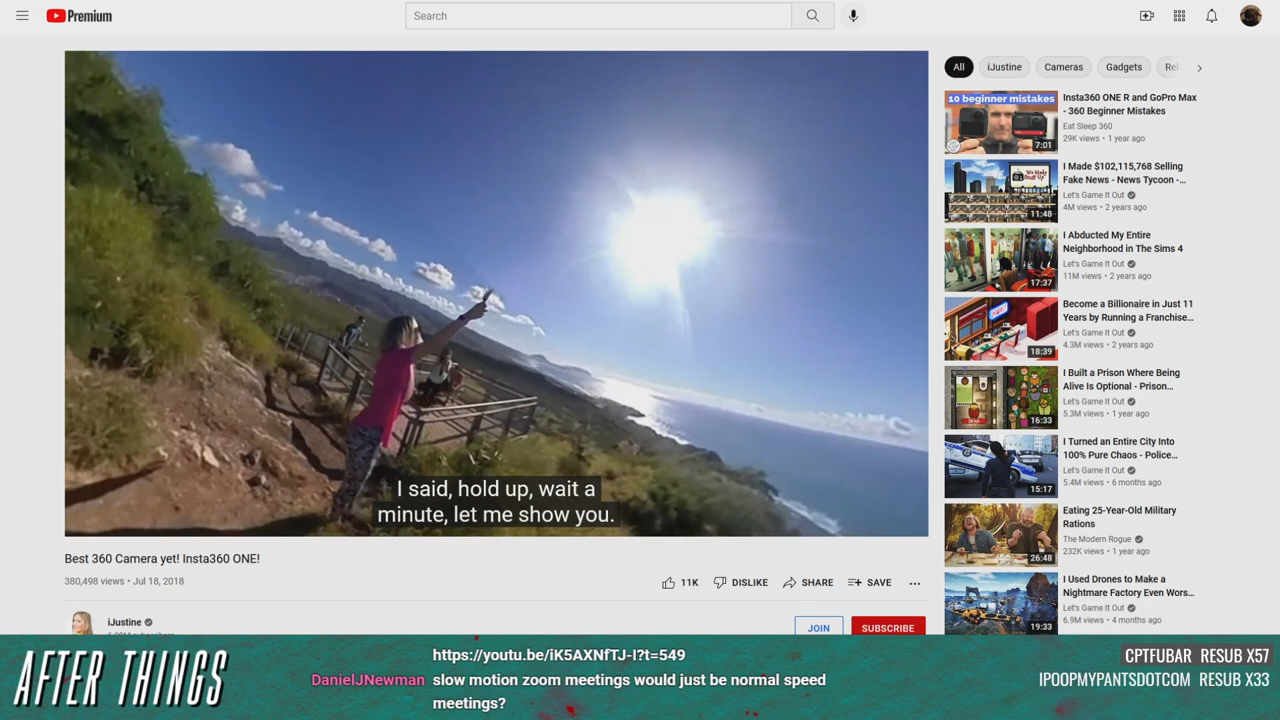 Premium
Search
I said, hold up, wait a
minute, let me show you.
Best 360 Camera yet! Insta360 ONE!
380,498 views • Jul 18, 2018
11K
DISLIKE
SHARE
SAVE
iJustine
JOIN
SUBSCRIBE
All
iJustine
Cameras
Gadgets
10 beginner mistakes
7:01
Insta360 ONE R and GoPro Max
- 360 Beginner Mistakes
Eat Sleep 360
29K views • 1 year ago
We Make
Stuff Up
11:48
I Made $102,115,768 Selling
Fake News - News Tycoon -...
Let's Game It Out
4M views • 2 years ago
17:37
I Abducted My Entire
Neighborhood in The Sims 4
Let's Game It Out
11M views • 2 years ago
18:39
Become a Billionaire in Just 11
Years by Running a Franchise...
Let's Game It Out
4.3M views • 2 years ago
16:33
I Built a Prison Where Being
Alive Is Optional - Prison...
Let's Game It Out
5.3M views • 1 year ago
15:17
I Turned an Entire City Into
100% Pure Chaos - Police...
Let's Game It Out
5.4M views • 6 months ago
26:48
Eating 25-Year-Old Military
Rations
The Modern Rogue
232K views • 1 year ago
19:33
I Used Drones to Make a
Nightmare Factory Even Wors...
Let's Game It Out
6.9M views • 4 months ago
AFTER THINGS
https://youtu.be/iK5AXNfTJ-I?t=549
DanielJNewman slow motion zoom meetings would just be normal speed
meetings?
CPTFUBAR RESUB X57
IPOOPMYPANTSDOTCOM RESUB X33